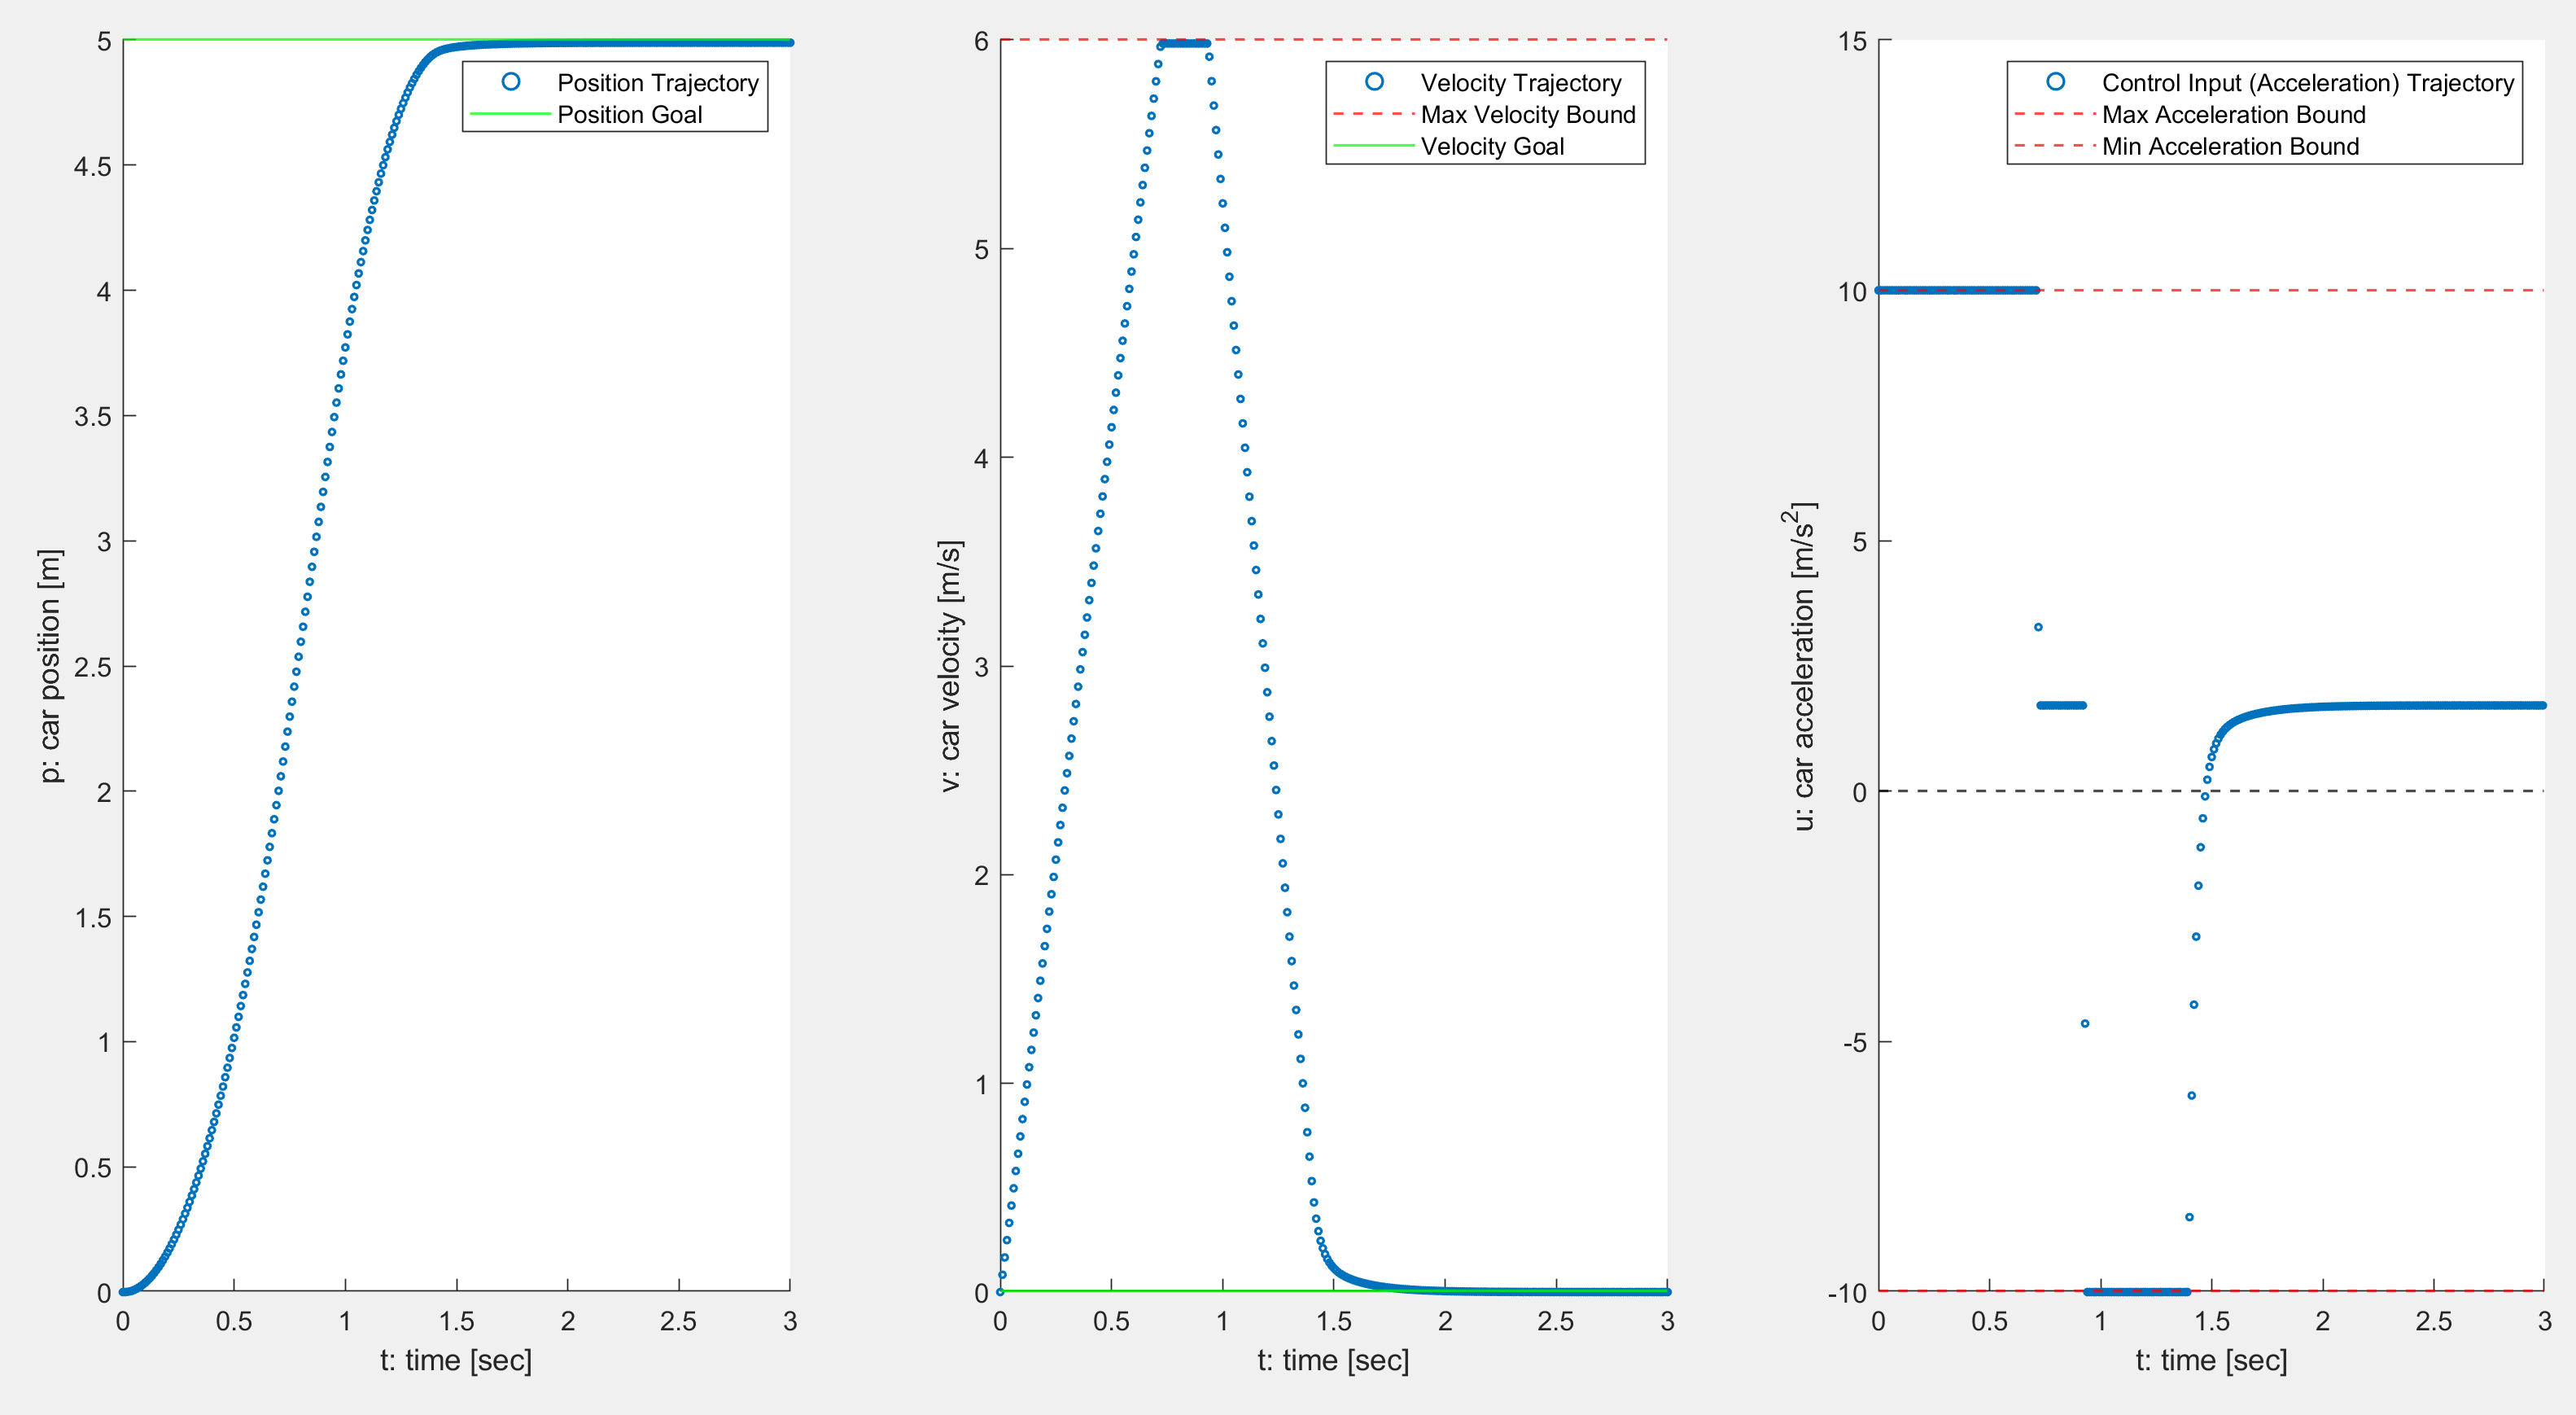 5
4.5
4
3.5
3
2.5
2
1.5
1
0.5
0
p: car position [m]
Position Trajectory
Position Goal
0 0.5 1 1.5 2 2.5 3
t: time [sec]
6
5
4
3
2
1
0
v: car velocity [m/s]
Velocity Trajectory
Max Velocity Bound
Velocity Goal
0 0.5 1 1.5 2 2.5 3
t: time [sec]
15
10
5
0
-5
-10
u: car acceleration [m/s²]
Control Input (Acceleration) Trajectory
Max Acceleration Bound
Min Acceleration Bound
0 0.5 1 1.5 2 2.5 3
t: time [sec]